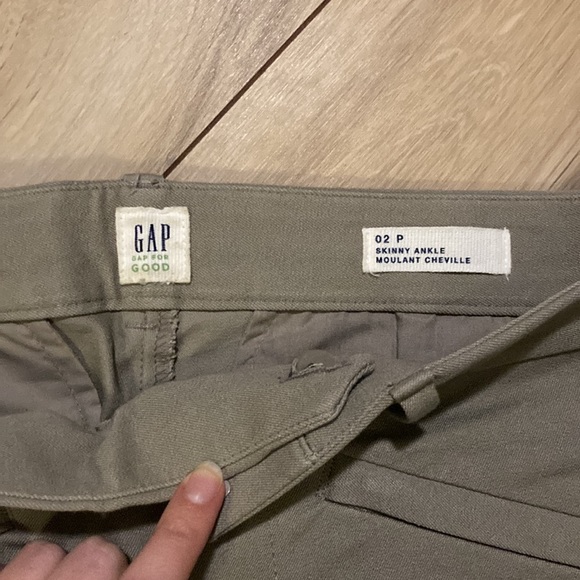 GAP
GAP FOR
GOOD
02 P
SKINNY ANKLE
MOULANT CHEVILLE